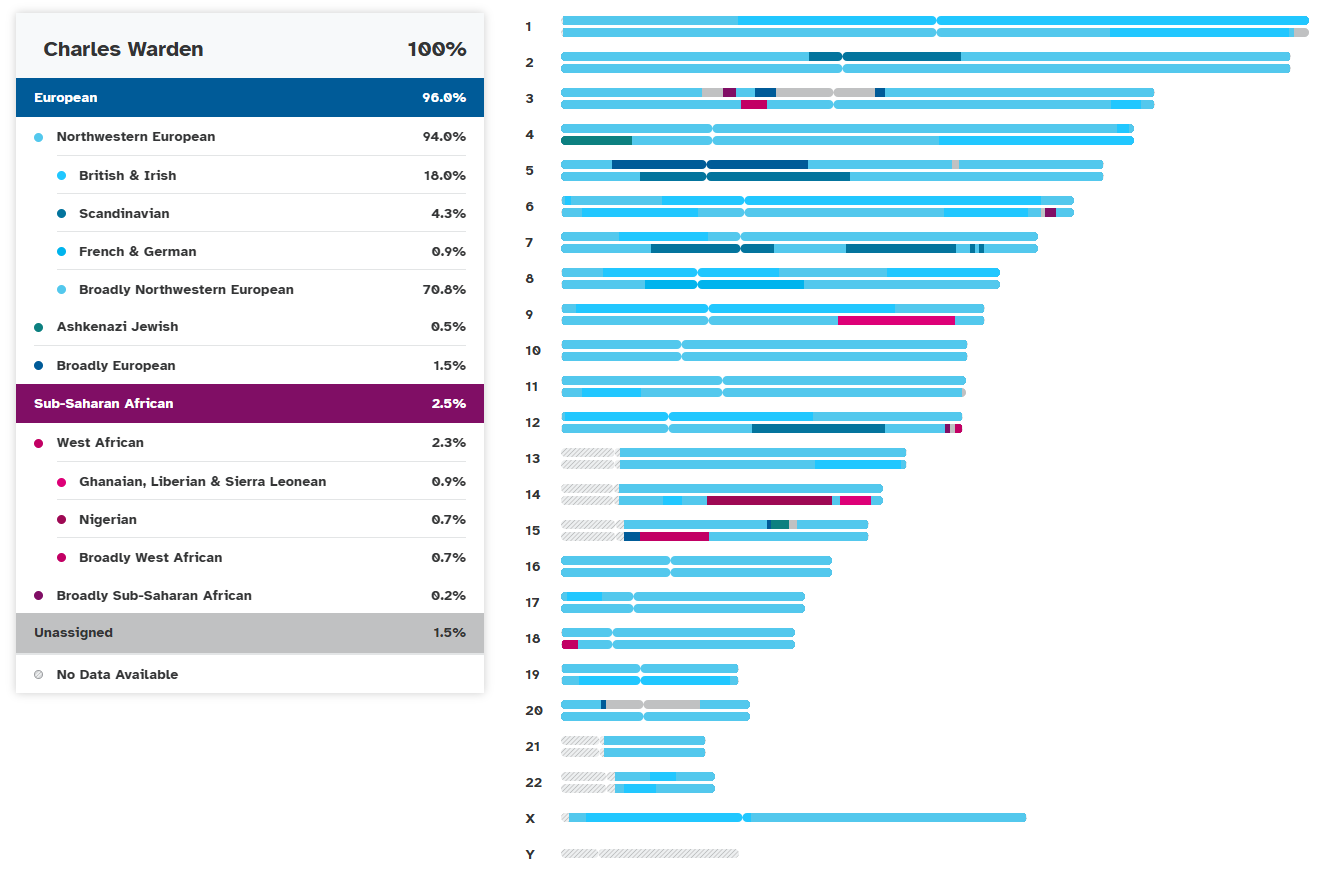 Charles Warden 100%
European 96.0%
Northwestern European 94.0%
British & Irish 18.0%
Scandinavian 4.3%
French & German 0.9%
Broadly Northwestern European 70.8%
Ashkenazi Jewish 0.5%
Broadly European 1.5%
Sub-Saharan African 2.5%
West African 2.3%
Ghanaian, Liberian & Sierra Leonean 0.9%
Nigerian 0.7%
Broadly West African 0.7%
Broadly Sub-Saharan African 0.2%
Unassigned 1.5%
No Data Available
1
2
3
4
5
6
7
8
9
10
11
12
13
14
15
16
17
18
19
20
21
22
X
Y